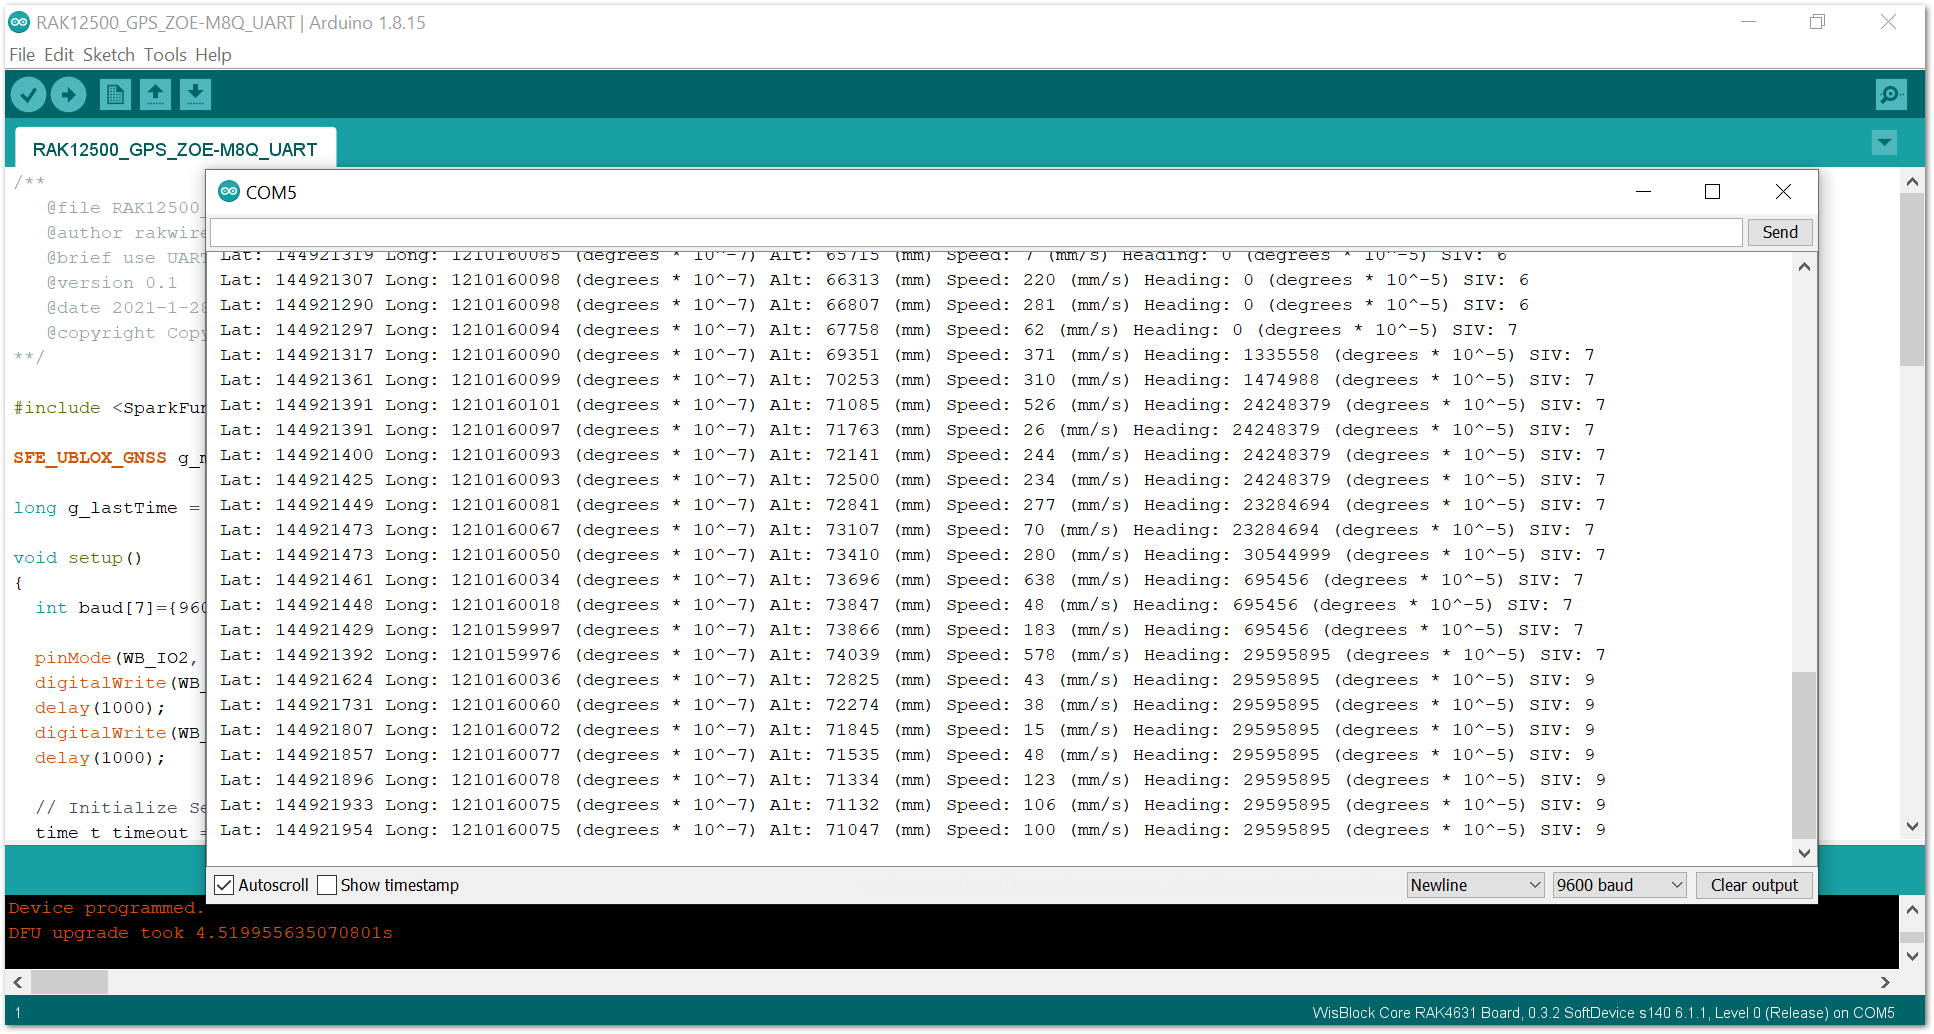 RAK12500_GPS_ZOE-M8Q_UART | Arduino 1.8.15
File Edit Sketch Tools Help
RAK12500_GPS_ZOE-M8Q_UART
/**
@file RAK12500_
@author rakwire
@brief use UART
@version 0.1
@date 2021-1-28
@copyright Copy
**/
#include <SparkFun
SFE_UBLOX_GNSS g_m
long g_lastTime =
void setup()
{
int baud[7]={960
pinMode(WB_IO2,
digitalWrite(WB_
delay(1000);
digitalWrite(WB_
delay(1000);
// Initialize Se
time_t timeout =
COM5
Send
Lat: 144921319 Long: 1210160085 (degrees * 10^-7) Alt: 65715 (mm) Speed: 7 (mm/s) Heading: 0 (degrees * 10^-5) SIV: 6
Lat: 144921307 Long: 1210160098 (degrees * 10^-7) Alt: 66313 (mm) Speed: 220 (mm/s) Heading: 0 (degrees * 10^-5) SIV: 6
Lat: 144921290 Long: 1210160098 (degrees * 10^-7) Alt: 66807 (mm) Speed: 281 (mm/s) Heading: 0 (degrees * 10^-5) SIV: 6
Lat: 144921297 Long: 1210160094 (degrees * 10^-7) Alt: 67758 (mm) Speed: 62 (mm/s) Heading: 0 (degrees * 10^-5) SIV: 7
Lat: 144921317 Long: 1210160090 (degrees * 10^-7) Alt: 69351 (mm) Speed: 371 (mm/s) Heading: 1335558 (degrees * 10^-5) SIV: 7
Lat: 144921361 Long: 1210160099 (degrees * 10^-7) Alt: 70253 (mm) Speed: 310 (mm/s) Heading: 1474988 (degrees * 10^-5) SIV: 7
Lat: 144921391 Long: 1210160101 (degrees * 10^-7) Alt: 71085 (mm) Speed: 526 (mm/s) Heading: 24248379 (degrees * 10^-5) SIV: 7
Lat: 144921391 Long: 1210160097 (degrees * 10^-7) Alt: 71763 (mm) Speed: 26 (mm/s) Heading: 24248379 (degrees * 10^-5) SIV: 7
Lat: 144921400 Long: 1210160093 (degrees * 10^-7) Alt: 72141 (mm) Speed: 244 (mm/s) Heading: 24248379 (degrees * 10^-5) SIV: 7
Lat: 144921425 Long: 1210160093 (degrees * 10^-7) Alt: 72500 (mm) Speed: 234 (mm/s) Heading: 24248379 (degrees * 10^-5) SIV: 7
Lat: 144921449 Long: 1210160081 (degrees * 10^-7) Alt: 72841 (mm) Speed: 277 (mm/s) Heading: 23284694 (degrees * 10^-5) SIV: 7
Lat: 144921473 Long: 1210160067 (degrees * 10^-7) Alt: 73107 (mm) Speed: 70 (mm/s) Heading: 23284694 (degrees * 10^-5) SIV: 7
Lat: 144921473 Long: 1210160050 (degrees * 10^-7) Alt: 73410 (mm) Speed: 280 (mm/s) Heading: 30544999 (degrees * 10^-5) SIV: 7
Lat: 144921461 Long: 1210160034 (degrees * 10^-7) Alt: 73696 (mm) Speed: 638 (mm/s) Heading: 695456 (degrees * 10^-5) SIV: 7
Lat: 144921448 Long: 1210160018 (degrees * 10^-7) Alt: 73847 (mm) Speed: 48 (mm/s) Heading: 695456 (degrees * 10^-5) SIV: 7
Lat: 144921429 Long: 1210159997 (degrees * 10^-7) Alt: 73866 (mm) Speed: 183 (mm/s) Heading: 695456 (degrees * 10^-5) SIV: 7
Lat: 144921392 Long: 1210159976 (degrees * 10^-7) Alt: 74039 (mm) Speed: 578 (mm/s) Heading: 29595895 (degrees * 10^-5) SIV: 7
Lat: 144921624 Long: 1210160036 (degrees * 10^-7) Alt: 72825 (mm) Speed: 43 (mm/s) Heading: 29595895 (degrees * 10^-5) SIV: 9
Lat: 144921731 Long: 1210160060 (degrees * 10^-7) Alt: 72274 (mm) Speed: 38 (mm/s) Heading: 29595895 (degrees * 10^-5) SIV: 9
Lat: 144921807 Long: 1210160072 (degrees * 10^-7) Alt: 71845 (mm) Speed: 15 (mm/s) Heading: 29595895 (degrees * 10^-5) SIV: 9
Lat: 144921857 Long: 1210160077 (degrees * 10^-7) Alt: 71535 (mm) Speed: 48 (mm/s) Heading: 29595895 (degrees * 10^-5) SIV: 9
Lat: 144921896 Long: 1210160078 (degrees * 10^-7) Alt: 71334 (mm) Speed: 123 (mm/s) Heading: 29595895 (degrees * 10^-5) SIV: 9
Lat: 144921933 Long: 1210160075 (degrees * 10^-7) Alt: 71132 (mm) Speed: 106 (mm/s) Heading: 29595895 (degrees * 10^-5) SIV: 9
Lat: 144921954 Long: 1210160075 (degrees * 10^-7) Alt: 71047 (mm) Speed: 100 (mm/s) Heading: 29595895 (degrees * 10^-5) SIV: 9
Autoscroll Show timestamp Newline 9600 baud Clear output
Device programmed.
DFU upgrade took 4.519955635070801s
1 WisBlock Core RAK4631 Board, 0.3.2 SoftDevice s140 6.1.1, Level 0 (Release) on COM5